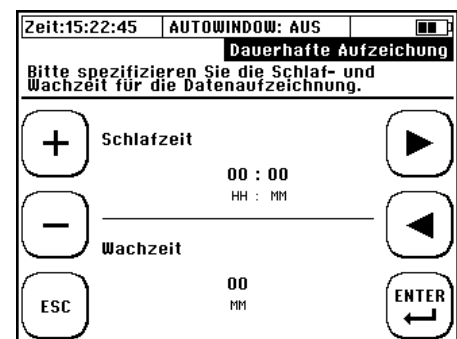 Zeit:15:22:45 AUTOWINDOW: AUS
Dauerhafte Aufzeichung
Bitte spezifizieren Sie die Schlaf- und
Wachzeit für die Datenaufzeichnung.
+ Schlafzeit
00 : 00
HH : MM
−
Wachzeit
00
ESC MM ENTER